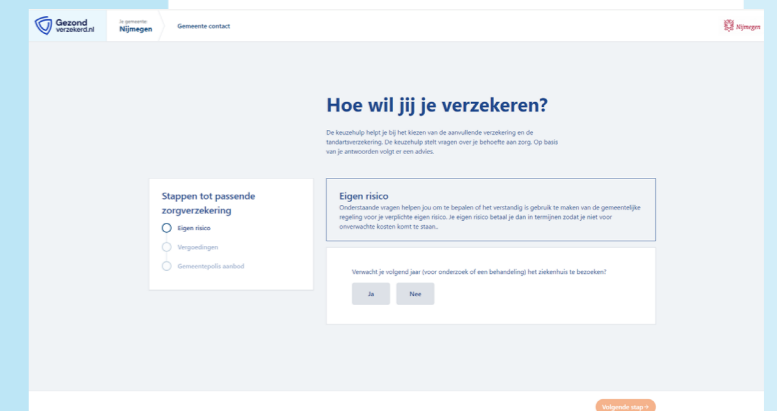 Gezond
verzekerd.nl
Je gemeente
Nijmegen
Gemeente contact
Nijmegen
Hoe wil jij je verzekeren?
De keuzehulp helpt je bij het kiezen van de aanvullende verzekering en de
tandartsverzekering. De keuzehulp stelt vragen over je behoefte aan zorg. Op basis
van je antwoorden volgt er een advies.
Stappen tot passende
zorgverzekering
Eigen risico
Vergoedingen
Gemeentepolis aanbod
Eigen risico
Onderstaande vragen helpen jou om te bepalen of het verstandig is gebruik te maken van de gemeentelijke
regeling voor je verplichte eigen risico. Je eigen risico betaal je dan in termijnen zodat je niet voor
onverwachte kosten komt te staan..
Verwacht je volgend jaar (voor onderzoek of een behandeling) het ziekenhuis te bezoeken?
Ja
Nee
Volgende stap →